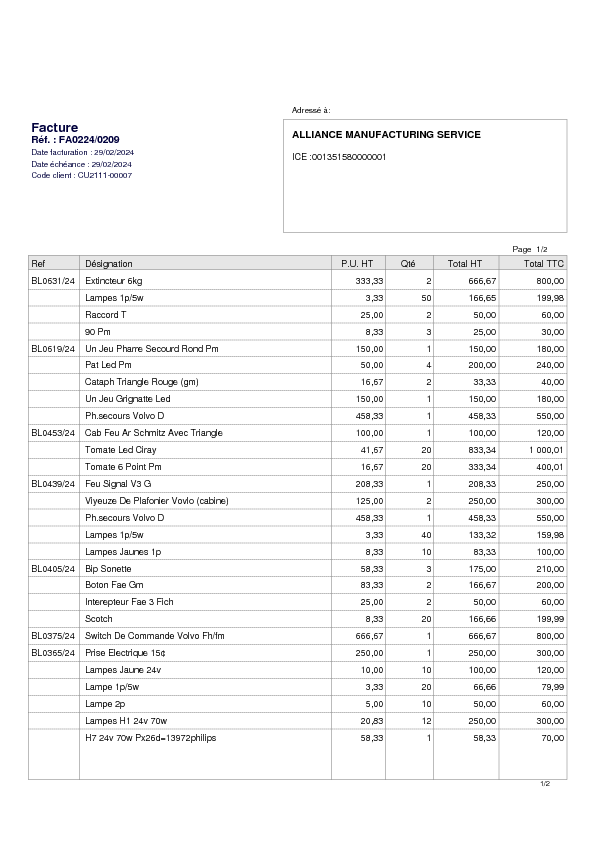 Adressé à:
Facture
Réf. : FA0224/0209
Date facturation : 29/02/2024
Date échéance : 29/02/2024
Code client : CU2111-00007
ALLIANCE MANUFACTURING SERVICE
ICE :001351580000001
Page 1/2
Ref Désignation P.U. HT Qté Total HT Total TTC
BL0631/24 Extincteur 6kg 333,33 2 666,67 800,00
Lampes 1p/5w 3,33 50 166,65 199,98
Raccord T 25,00 2 50,00 60,00
90 Pm 8,33 3 25,00 30,00
BL0619/24 Un Jeu Pharre Secourd Rond Pm 150,00 1 150,00 180,00
Pat Led Pm 50,00 4 200,00 240,00
Cataph Triangle Rouge (gm) 16,67 2 33,33 40,00
Un Jeu Grignatte Led 150,00 1 150,00 180,00
Ph.secours Volvo D 458,33 1 458,33 550,00
BL0453/24 Cab Feu Ar Schmitz Avec Triangle 100,00 1 100,00 120,00
Tomate Led Ciray 41,67 20 833,34 1 000,01
Tomate 6 Point Pm 16,67 20 333,34 400,01
BL0439/24 Feu Signal V3 G 208,33 1 208,33 250,00
Viyeuze De Plafonier Vovlo (cabine) 125,00 2 250,00 300,00
Ph.secours Volvo D 458,33 1 458,33 550,00
Lampes 1p/5w 3,33 40 133,32 159,98
Lampes Jaunes 1p 8,33 10 83,33 100,00
BL0405/24 Bip Sonette 58,33 3 175,00 210,00
Boton Fae Gm 83,33 2 166,67 200,00
Interepteur Fae 3 Fich 25,00 2 50,00 60,00
Scotch 8,33 20 166,66 199,99
BL0375/24 Switch De Commande Volvo Fh/fm 666,67 1 666,67 800,00
BL0365/24 Prise Electrique 15¢ 250,00 1 250,00 300,00
Lampes Jaune 24v 10,00 10 100,00 120,00
Lampe 1p/5w 3,33 20 66,66 79,99
Lampe 2p 5,00 10 50,00 60,00
Lampes H1 24v 70w 20,83 12 250,00 300,00
H7 24v 70w Px26d=13972philips 58,33 1 58,33 70,00
1/2